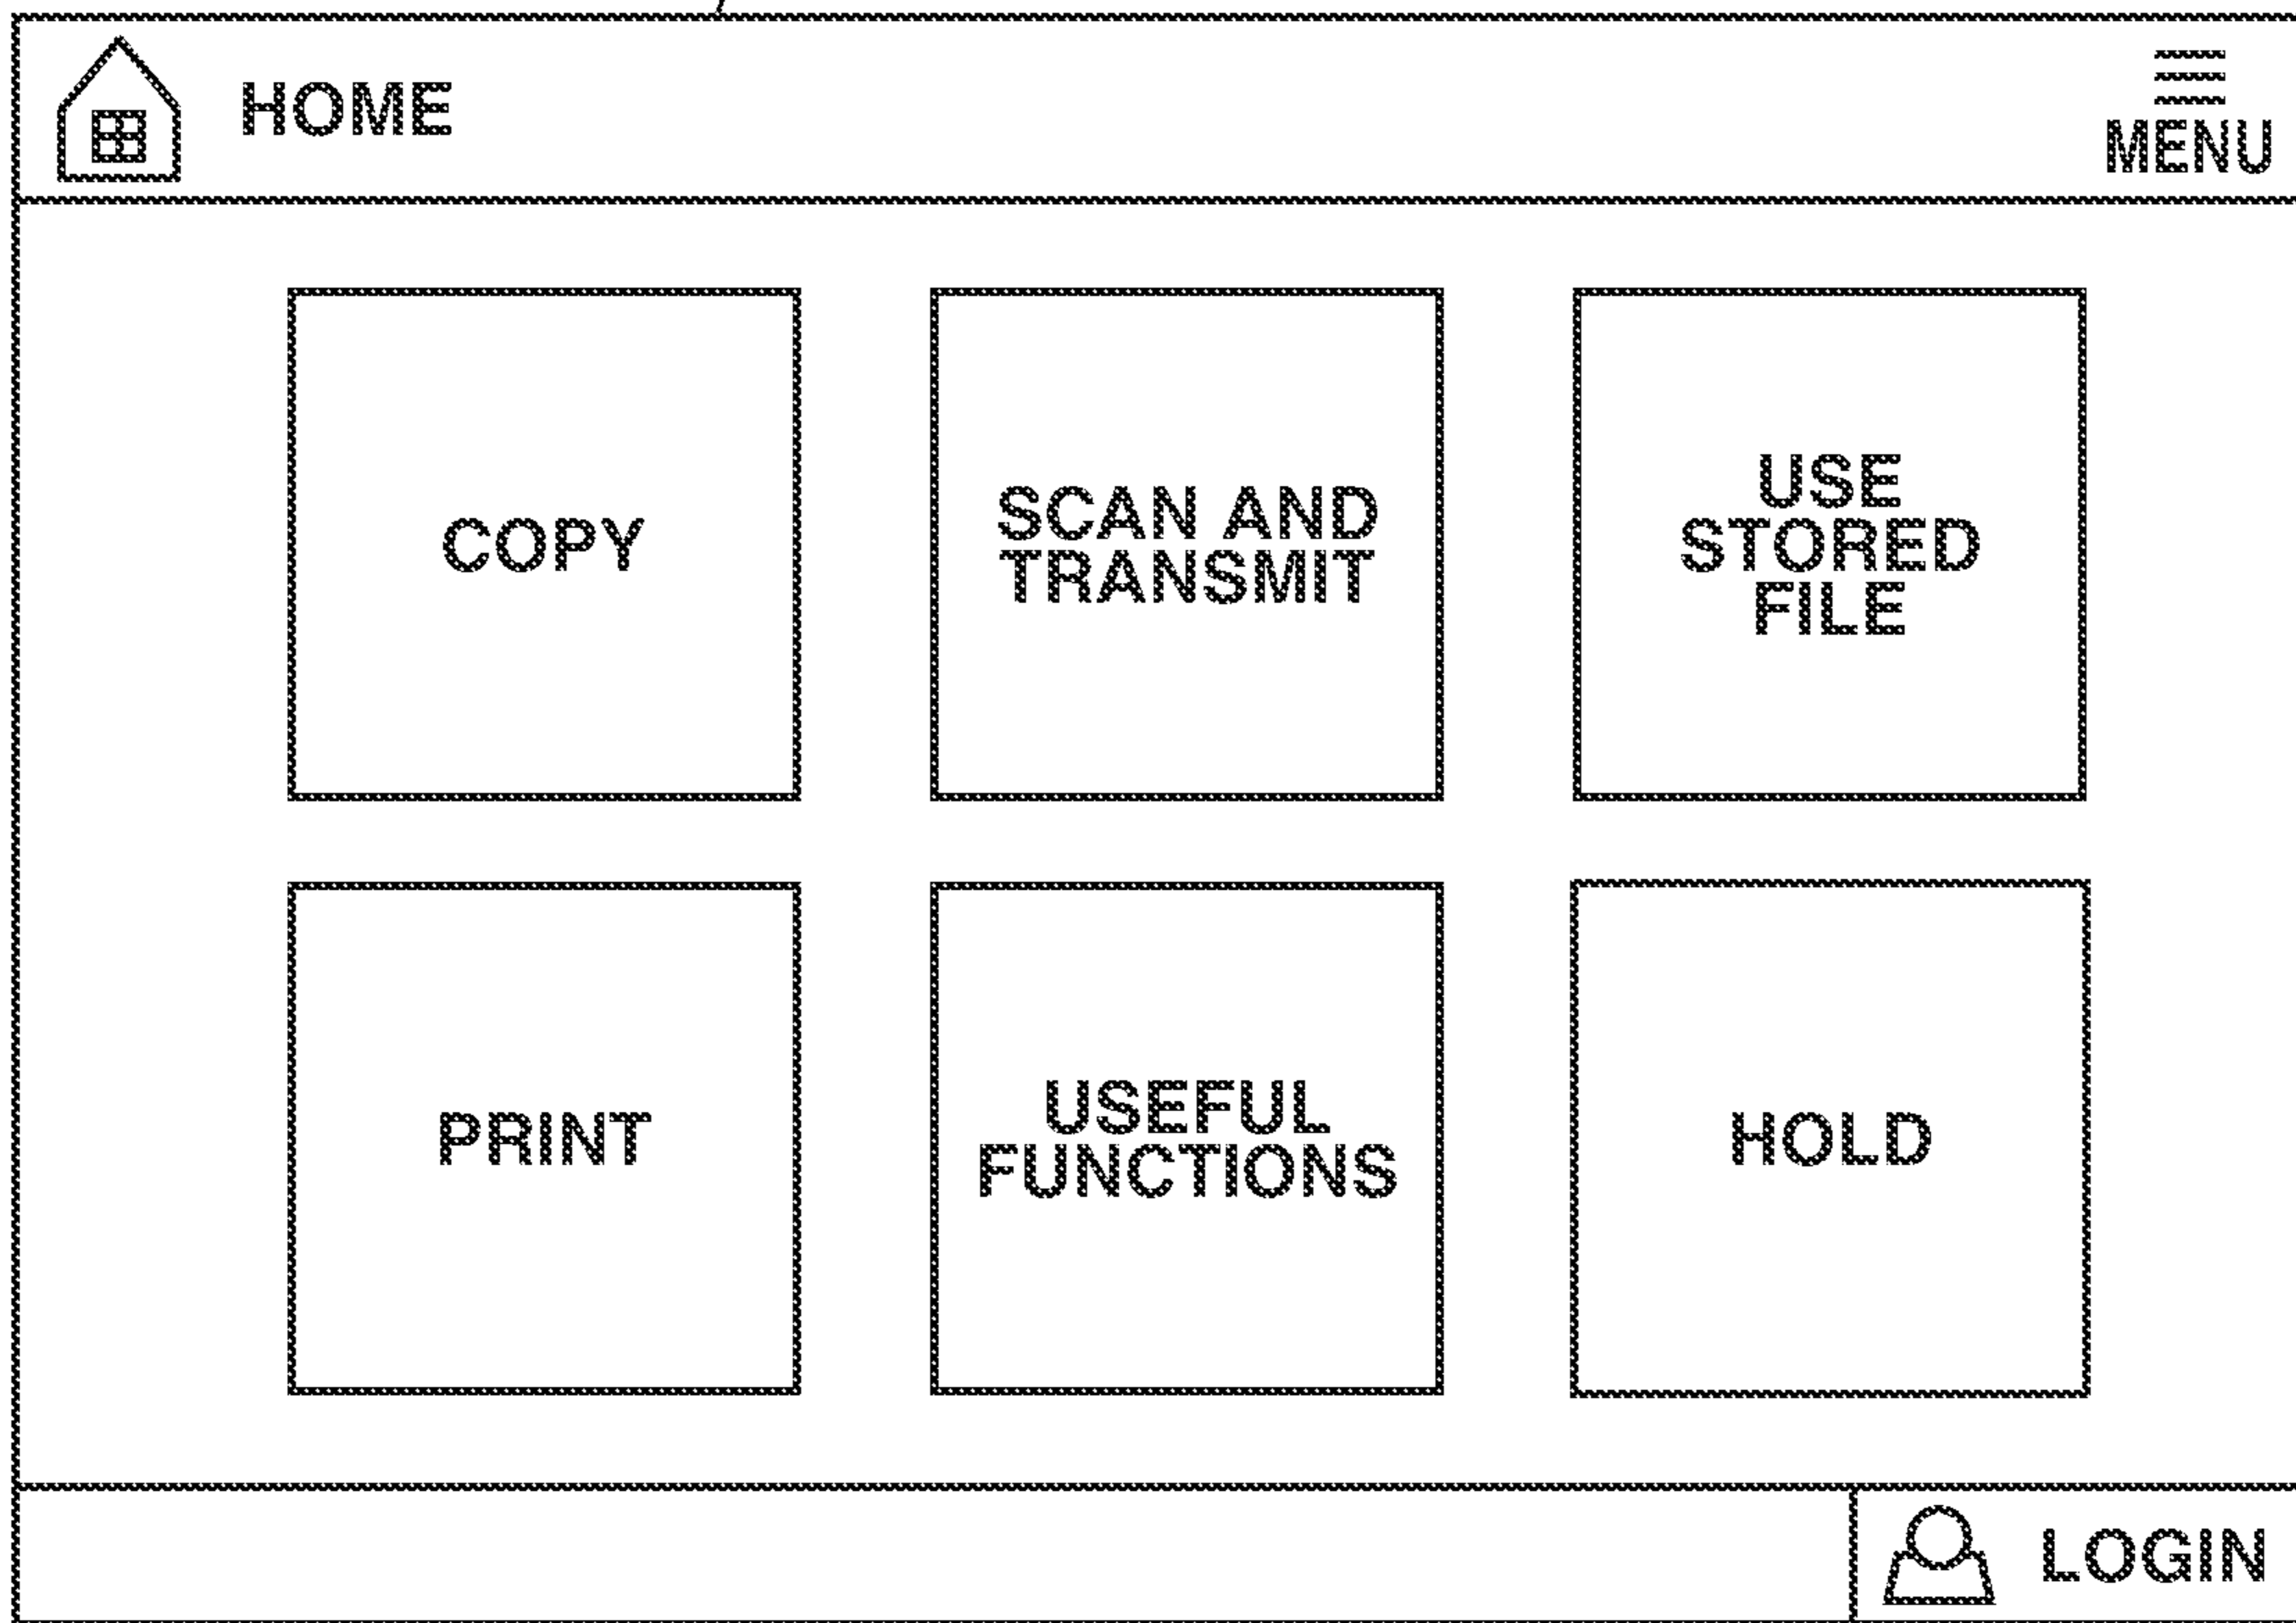 HOME
MENU
COPY
SCAN AND
TRANSMIT
USE
STORED
FILE
PRINT
USEFUL
FUNCTIONS
HOLD
LOGIN